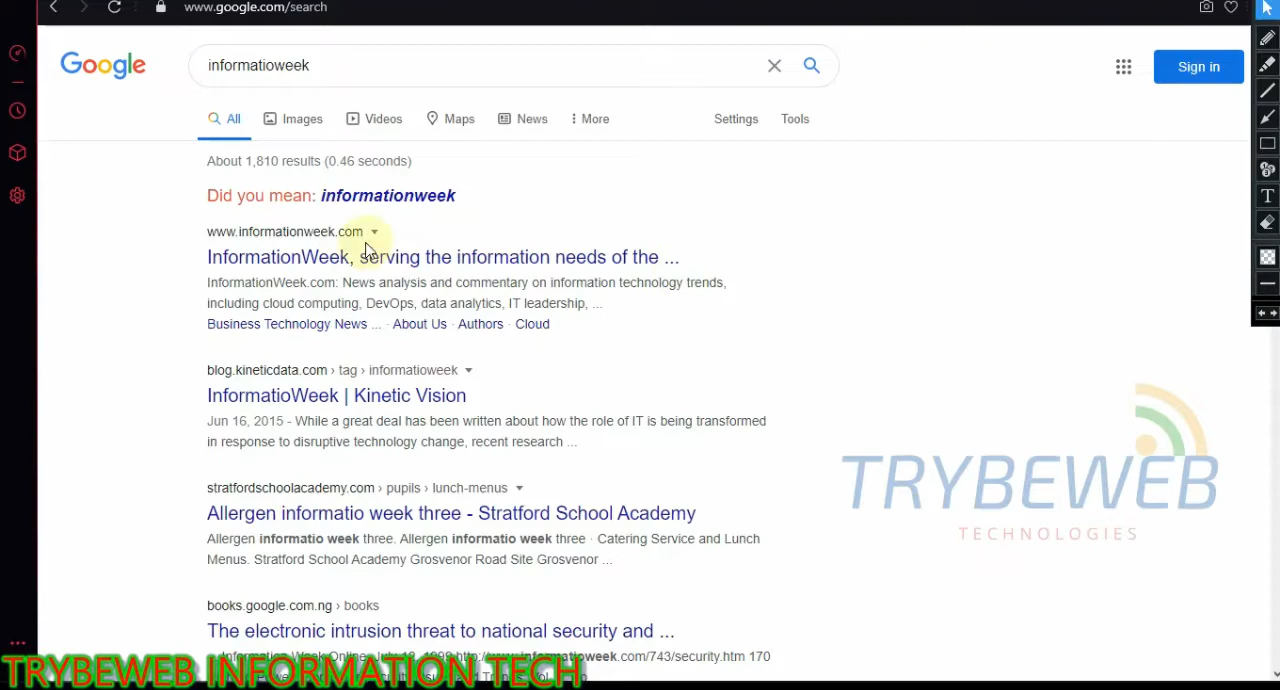 www.google.com/search
Google
informatioweek
Sign in
All Images Videos Maps News More Settings Tools
About 1,810 results (0.46 seconds)
Did you mean: informationweek
www.informationweek.com
InformationWeek, serving the information needs of the ...
InformationWeek.com: News analysis and commentary on information technology trends,
including cloud computing, DevOps, data analytics, IT leadership, ...
Business Technology News ... · About Us · Authors · Cloud
blog.kineticdata.com › tag › informatioweek
InformatioWeek | Kinetic Vision
Jun 16, 2015 - While a great deal has been written about how the role of IT is being transformed
in response to disruptive technology change, recent research ...
TRYBEWEB
TECHNOLOGIES
stratfordschoolacademy.com › pupils › lunch-menus
Allergen informatio week three - Stratford School Academy
Allergen informatio week three. Allergen informatio week three · Catering Service and Lunch
Menus. Stratford School Academy Grosvenor Road Site Grosvenor ...
books.google.com.ng › books
The electronic intrusion threat to national security and ...
Information Week Online, July 13, 1998 informatioweek.com/743/security.htm 170
TRYBEWEB INFORMATION TECH